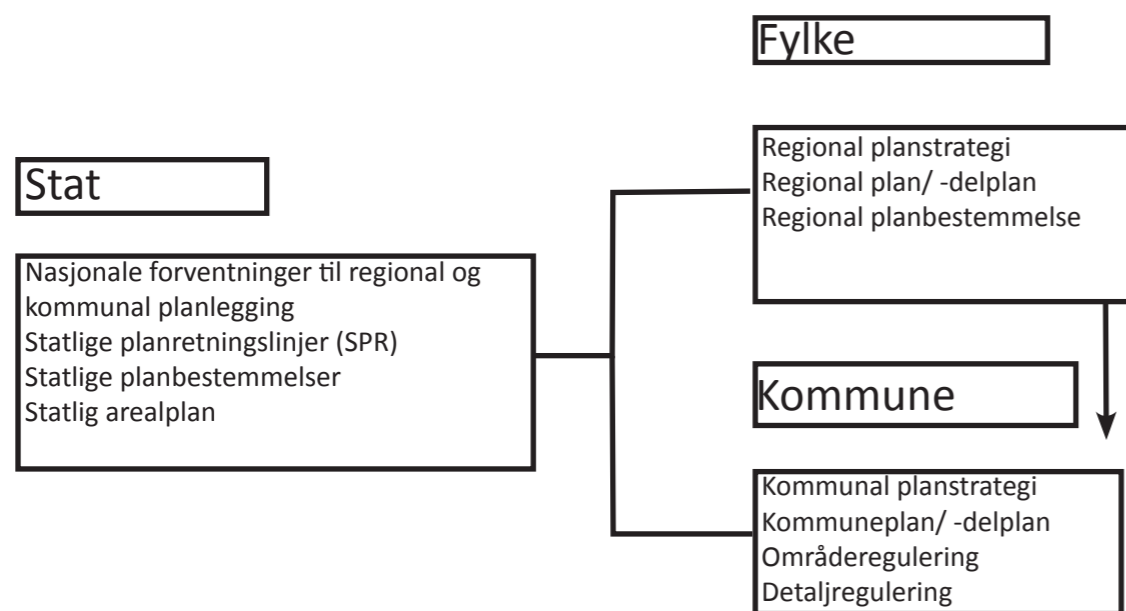 Stat
Nasjonale forventninger til regional og
kommunal planlegging
Statlige planretningslinjer (SPR)
Statlige planbestemmelser
Statlig arealplan
Fylke
Regional planstrategi
Regional plan/ -delplan
Regional planbestemmelse
Kommune
Kommunal planstrategi
Kommuneplan/ -delplan
Områderegulering
Detaljregulering